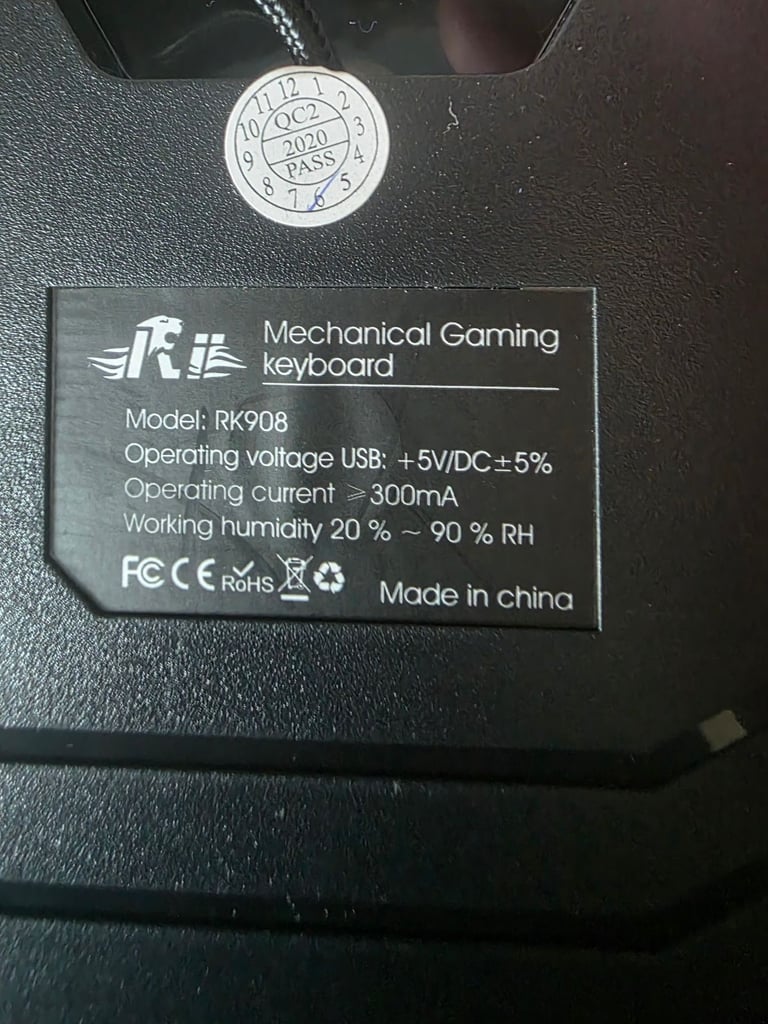 11 12 1
10 QC2 2
9 2020 3
PASS 4
8 7 6 5
Rii
Mechanical Gaming
keyboard
Model: RK908
Operating voltage USB: +5V/DC±5%
Operating current ⩾300mA
Working humidity 20 % ~ 90 % RH
FC CE RoHS
Made in china